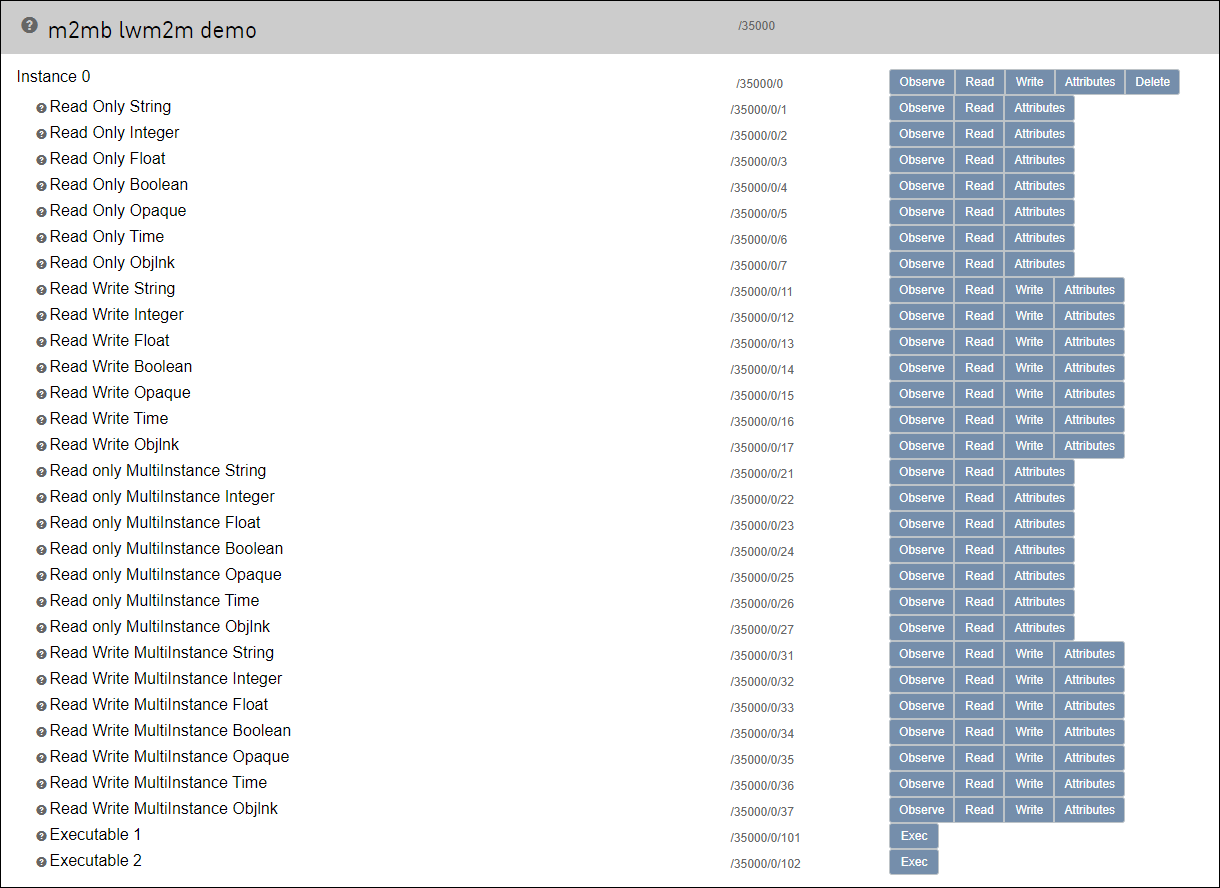 m2mb lwm2m demo /35000
Instance 0 /35000/0 Observe Read Write Attributes Delete
Read Only String /35000/0/1 Observe Read Attributes
Read Only Integer /35000/0/2 Observe Read Attributes
Read Only Float /35000/0/3 Observe Read Attributes
Read Only Boolean /35000/0/4 Observe Read Attributes
Read Only Opaque /35000/0/5 Observe Read Attributes
Read Only Time /35000/0/6 Observe Read Attributes
Read Only Objlnk /35000/0/7 Observe Read Attributes
Read Write String /35000/0/11 Observe Read Write Attributes
Read Write Integer /35000/0/12 Observe Read Write Attributes
Read Write Float /35000/0/13 Observe Read Write Attributes
Read Write Boolean /35000/0/14 Observe Read Write Attributes
Read Write Opaque /35000/0/15 Observe Read Write Attributes
Read Write Time /35000/0/16 Observe Read Write Attributes
Read Write Objlnk /35000/0/17 Observe Read Write Attributes
Read only MultiInstance String /35000/0/21 Observe Read Attributes
Read only MultiInstance Integer /35000/0/22 Observe Read Attributes
Read only MultiInstance Float /35000/0/23 Observe Read Attributes
Read only MultiInstance Boolean /35000/0/24 Observe Read Attributes
Read only MultiInstance Opaque /35000/0/25 Observe Read Attributes
Read only MultiInstance Time /35000/0/26 Observe Read Attributes
Read only MultiInstance Objlnk /35000/0/27 Observe Read Attributes
Read Write MultiInstance String /35000/0/31 Observe Read Write Attributes
Read Write MultiInstance Integer /35000/0/32 Observe Read Write Attributes
Read Write MultiInstance Float /35000/0/33 Observe Read Write Attributes
Read Write MultiInstance Boolean /35000/0/34 Observe Read Write Attributes
Read Write MultiInstance Opaque /35000/0/35 Observe Read Write Attributes
Read Write MultiInstance Time /35000/0/36 Observe Read Write Attributes
Read Write MultiInstance Objlnk /35000/0/37 Observe Read Write Attributes
Executable 1 /35000/0/101 Exec
Executable 2 /35000/0/102 Exec